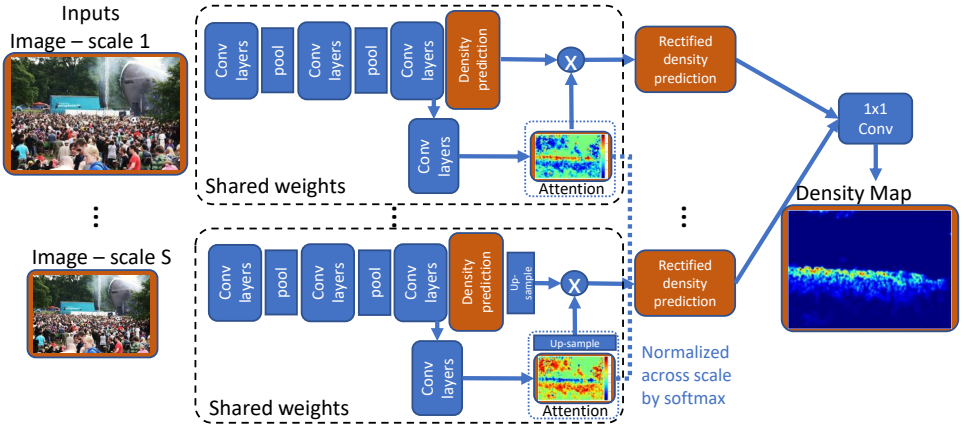 Inputs
Image – scale 1
Conv
layers
pool
Conv
layers
pool
Conv
layers
Density
prediction
X
Rectified
density
prediction
1x1
Conv
Conv
layers
Attention
Shared weights
Density Map
Image – scale S
Conv
layers
pool
Conv
layers
pool
Conv
layers
Density
prediction
Up-
sample
X
Rectified
density
prediction
Conv
layers
Up-sample
Attention
Shared weights
Normalized
across scale
by softmax